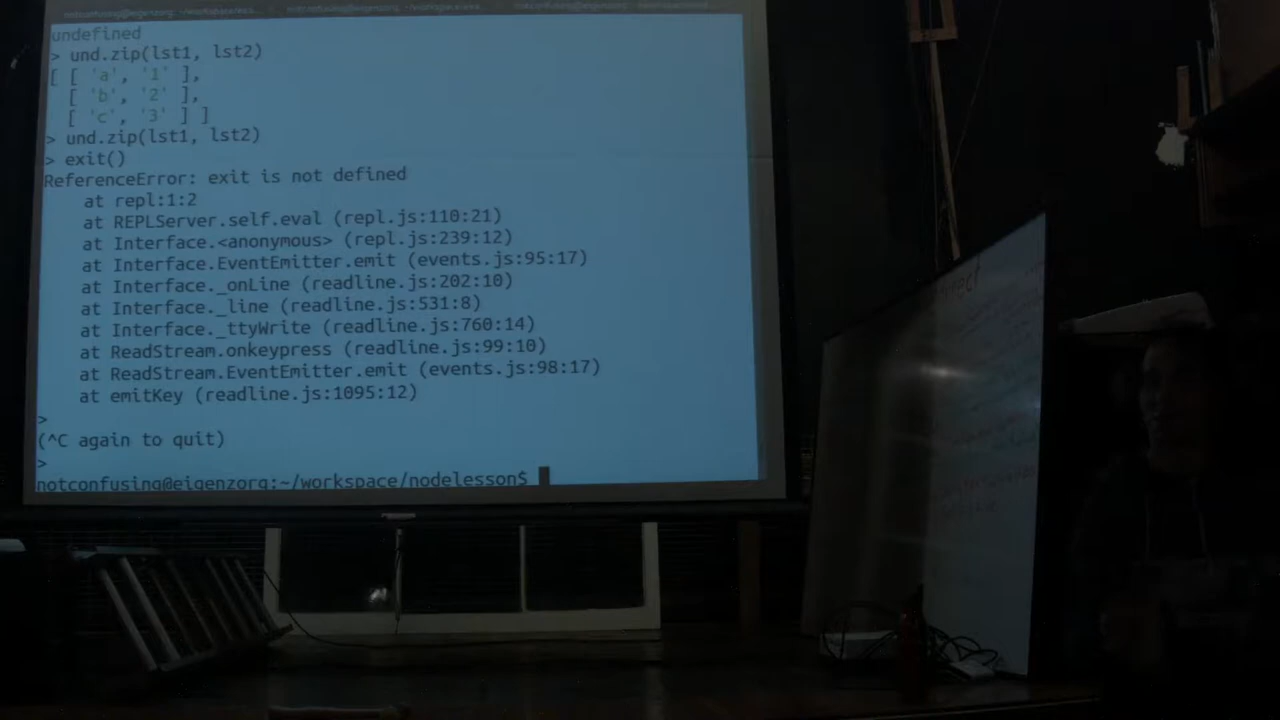 undefined
> und.zip(lst1, lst2)
[ [ 'a', '1' ],
[ 'b', '2' ],
[ 'c', '3' ] ]
> und.zip(lst1, lst2)
> exit()
ReferenceError: exit is not defined
at repl:1:2
at REPLServer.self.eval (repl.js:110:21)
at Interface.<anonymous> (repl.js:239:12)
at Interface.EventEmitter.emit (events.js:95:17)
at Interface._onLine (readline.js:202:10)
at Interface._line (readline.js:531:8)
at Interface._ttyWrite (readline.js:760:14)
at ReadStream.onkeypress (readline.js:99:10)
at ReadStream.EventEmitter.emit (events.js:98:17)
at emitKey (readline.js:1095:12)
>
(^C again to quit)
>
notconfusing@eigenzorg:~/workspace/nodelesson$